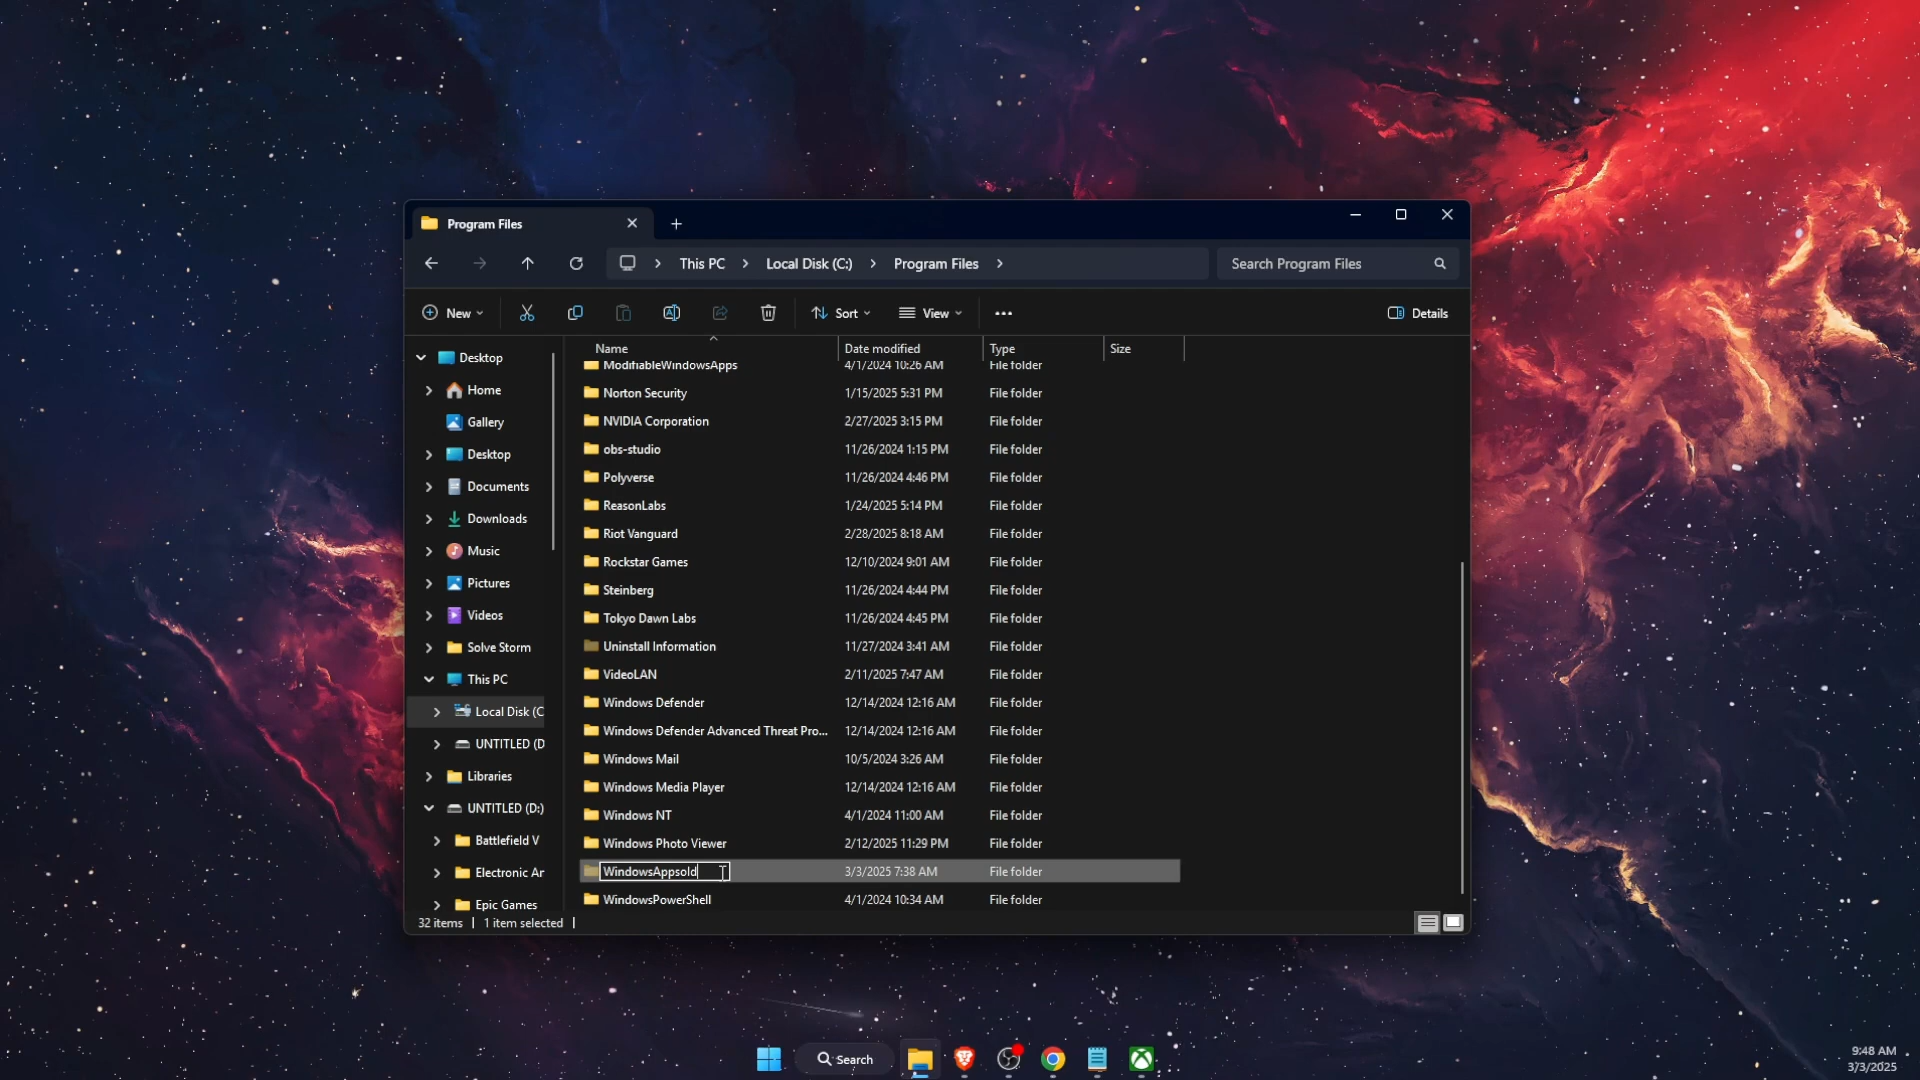 Program Files
This PC
Local Disk (C:)
Program Files
Search Program Files
New
Sort
View
Details
Name
Date modified
Type
Size
Desktop
Home
Gallery
Desktop
Documents
Downloads
Music
Pictures
Videos
Solve Storm
This PC
Local Disk (C
UNTITLED (D
Libraries
UNTITLED (D:)
Battlefield V
Electronic Ar
Epic Games
ModifiableWindowsApps 4/1/2024 10:26 AM File folder
Norton Security 1/15/2025 5:31 PM File folder
NVIDIA Corporation 2/27/2025 3:15 PM File folder
obs-studio 11/26/2024 1:15 PM File folder
Polyverse 11/26/2024 4:46 PM File folder
ReasonLabs 1/24/2025 5:14 PM File folder
Riot Vanguard 2/28/2025 8:18 AM File folder
Rockstar Games 12/10/2024 9:01 AM File folder
Steinberg 11/26/2024 4:44 PM File folder
Tokyo Dawn Labs 11/26/2024 4:45 PM File folder
Uninstall Information 11/27/2024 3:41 AM File folder
VideoLAN 2/11/2025 7:47 AM File folder
Windows Defender 12/14/2024 12:16 AM File folder
Windows Defender Advanced Threat Pro... 12/14/2024 12:16 AM File folder
Windows Mail 10/5/2024 3:26 AM File folder
Windows Media Player 12/14/2024 12:16 AM File folder
Windows NT 4/1/2024 11:00 AM File folder
Windows Photo Viewer 2/12/2025 11:29 PM File folder
WindowsAppsold 3/3/2025 7:38 AM File folder
WindowsPowerShell 4/1/2024 10:34 AM File folder
32 items
1 item selected
Search
9:48 AM
3/3/2025